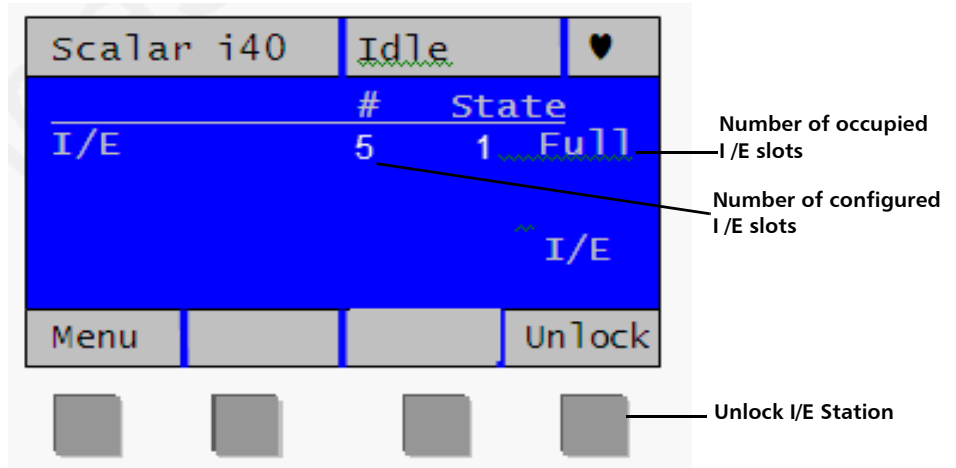 Scalar i40 Idle ♥
# State
I/E 5 1 Full
I/E
Menu Unlock
Number of occupied
I /E slots
Number of configured
I /E slots
Unlock I/E Station